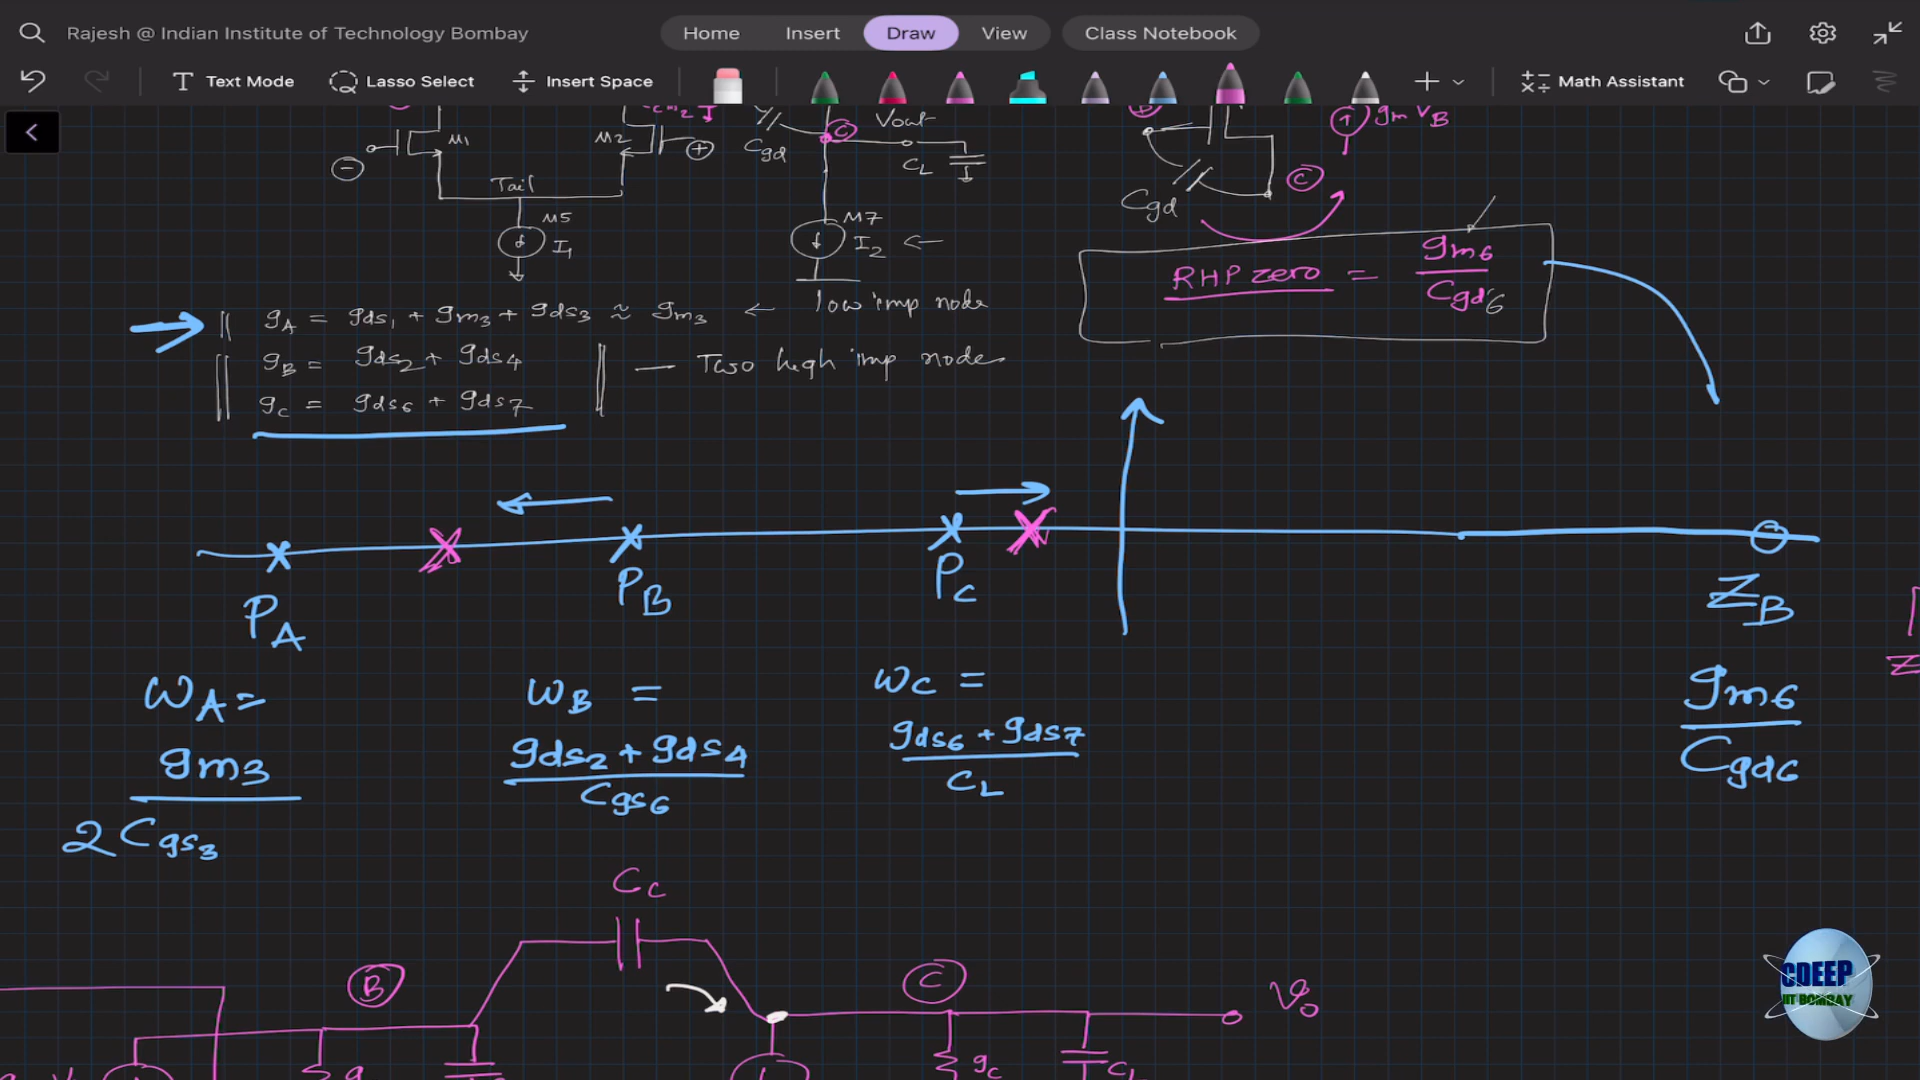 Rajesh @ Indian Institute of Technology Bombay
Home Insert Draw View Class Notebook
Text Mode Lasso Select Insert Space Math Assistant
M1 M2 Cgd C Vout CL
gm VB
Tail
M5
I1
M7
I2
Cgd C
RHP zero = gm6 / Cgd6
gA = gds1 + gm3 + gds3 ≈ gm3 ← low imp node
gB = gds2 + gds4 — Two high imp nodes
gC = gds6 + gds7
PA PB PC ZB
ωA =
gm3
2 Cgs3
ωB =
gds2 + gds4
Cgs6
ωC =
gds6 + gds7
CL
gm6
Cgd6
Cc
B C Vo
gc CL
CDEEP
IIT BOMBAY